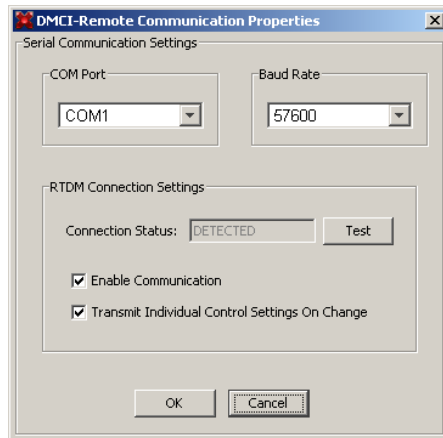 DMCI-Remote Communication Properties
Serial Communication Settings
COM Port
Baud Rate
COM1
57600
RTDM Connection Settings
Connection Status: DETECTED Test
Enable Communication
Transmit Individual Control Settings On Change
OK Cancel